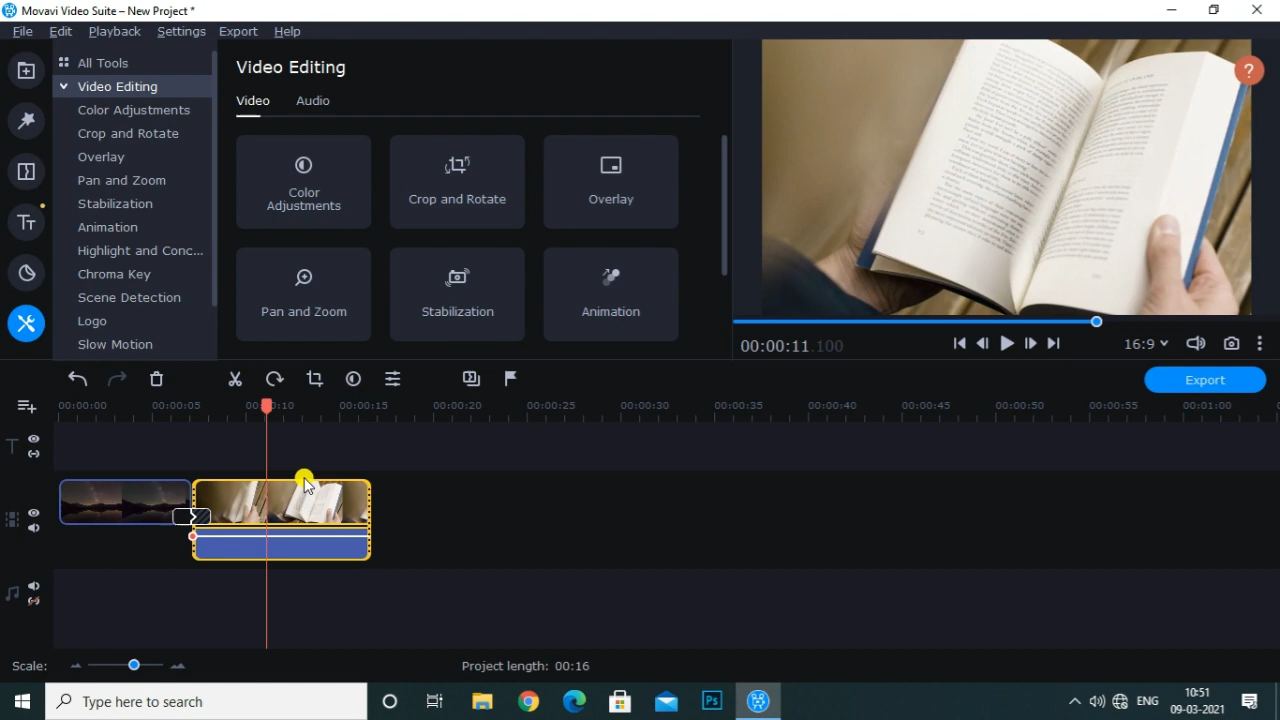 Movavi Video Suite – New Project *
File Edit Playback Settings Export Help
All Tools
Video Editing
Color Adjustments
Crop and Rotate
Overlay
Pan and Zoom
Stabilization
Animation
Highlight and Conc...
Chroma Key
Scene Detection
Logo
Slow Motion
Video Editing
Video Audio
Color
Adjustments
Crop and Rotate
Overlay
Pan and Zoom
Stabilization
Animation
?
00:00:11.100
16:9
Export
00:00:00 00:00:05 00:00:10 00:00:15 00:00:20 00:00:25 00:00:30 00:00:35 00:00:40 00:00:45 00:00:50 00:00:55 00:01:00
Scale:
Project length: 00:16
Type here to search
Ps
ENG
10:51
09-03-2021